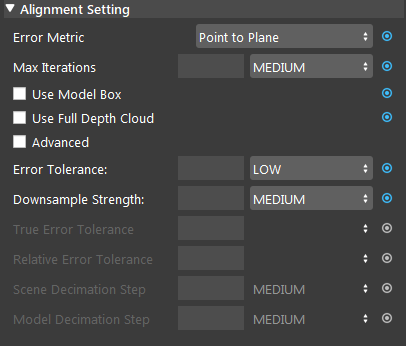 Alignment Setting
Error Metric Point to Plane
Max Iterations MEDIUM
Use Model Box
Use Full Depth Cloud
Advanced
Error Tolerance: LOW
Downsample Strength: MEDIUM
True Error Tolerance
Relative Error Tolerance
Scene Decimation Step MEDIUM
Model Decimation Step MEDIUM